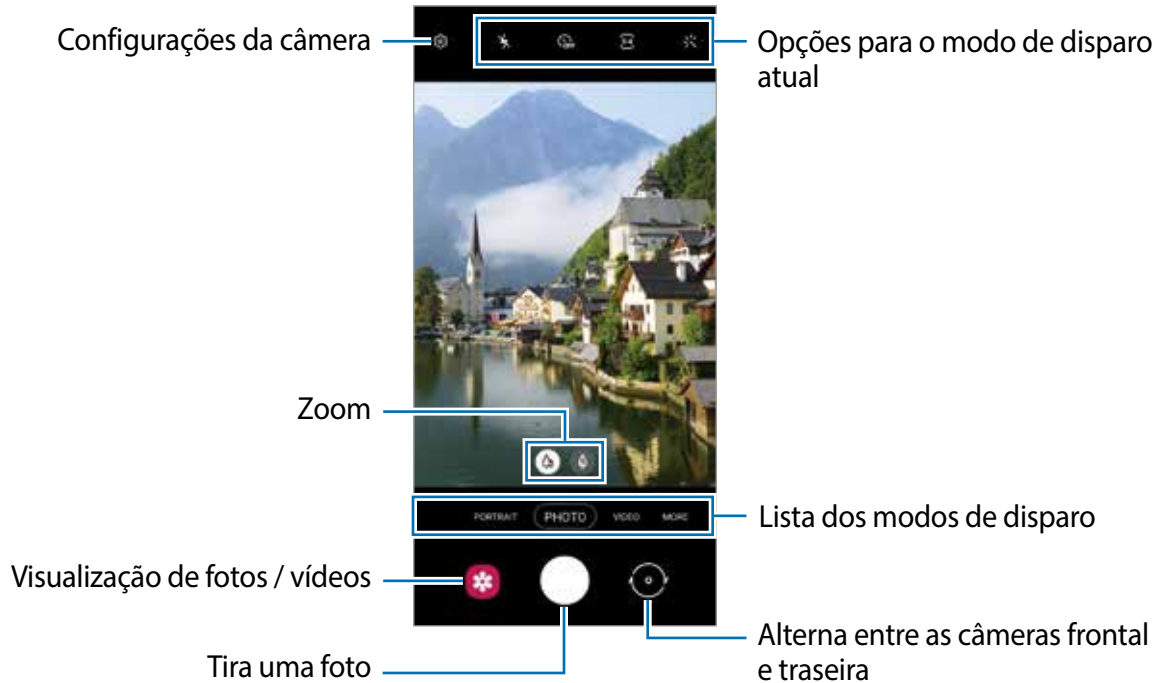 Configurações da câmera
Opções para o modo de disparo
atual
Zoom
PORTRAIT PHOTO VIDEO MORE
Lista dos modos de disparo
Visualização de fotos / vídeos
Tira uma foto
Alterna entre as câmeras frontal
e traseira